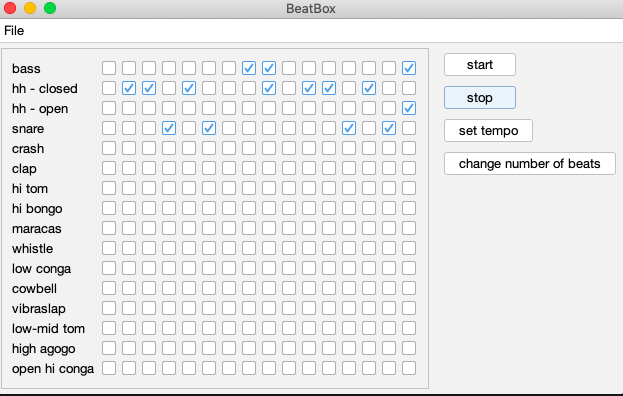 BeatBox
File
bass
hh - closed
hh - open
snare
crash
clap
hi tom
hi bongo
maracas
whistle
low conga
cowbell
vibraslap
low-mid tom
high agogo
open hi conga
start
stop
set tempo
change number of beats